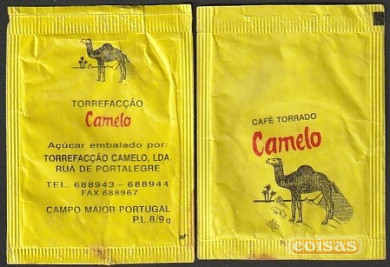 TORREFACÇÃO
Camelo
Açúcar embalado por:
TORREFACÇÃO CAMELO, LDA.
RUA DE PORTALEGRE
TEL. 688943 - 688944
FAX 688967
CAMPO MAIOR PORTUGAL
P.L.8/9g
CAFÉ TORRADO
Camelo
coisas